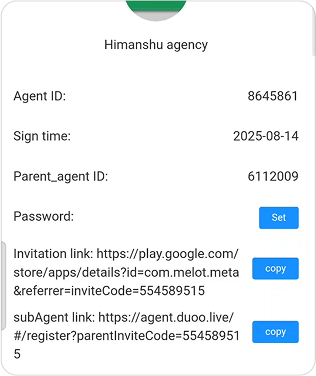 Himanshu agency
Agent ID: 8645861
Sign time: 2025-08-14
Parent_agent ID: 6112009
Password: Set
Invitation link: https://play.google.com/
store/apps/details?id=com.melot.meta copy
&referrer=inviteCode=554589515
subAgent link: https://agent.duoo.live/
#/register?parentInviteCode=55458951 copy
5